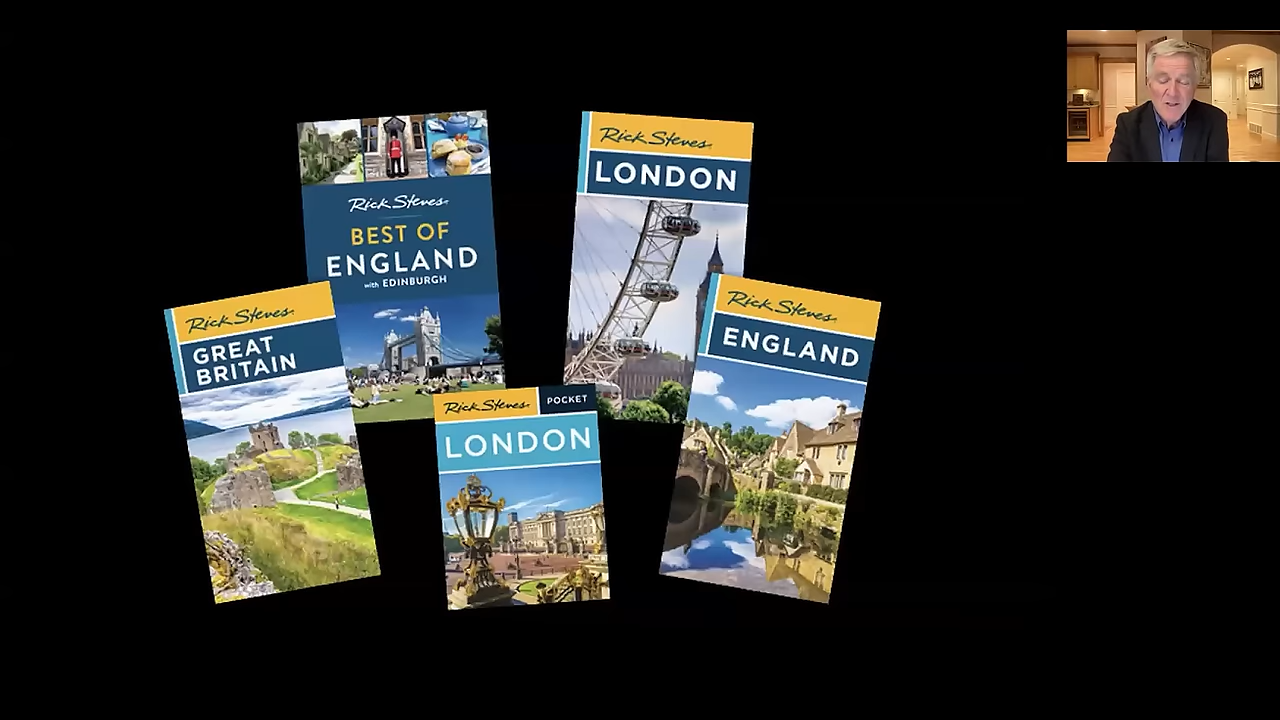 Rick Steves
BEST OF
ENGLAND
with EDINBURGH
Rick Steves
LONDON
Rick Steves
GREAT
BRITAIN
Rick Steves
POCKET
LONDON
Rick Steves
ENGLAND